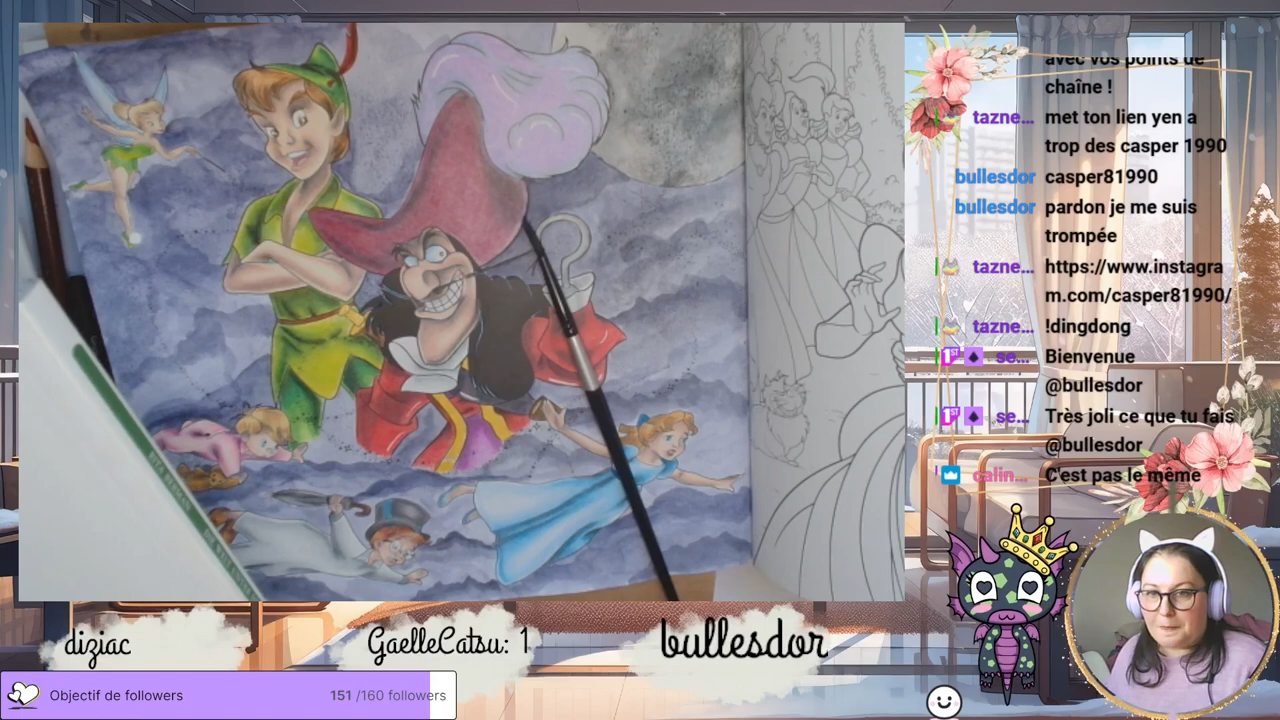 avec vos points de
chaîne !
tazne... met ton lien yen a
trop des casper 1990
bullesdor casper81990
bullesdor pardon je me suis
trompée
tazne... https://www.instagra
m.com/casper81990/
tazne... !dingdong
1ST se... Bienvenue
@bullesdor
1ST se... Très joli ce que tu fais
@bullesdor
calin... C'est pas le même
diziac
GaelleCatsu: 1
bullesdor
Objectif de followers 151 /160 followers